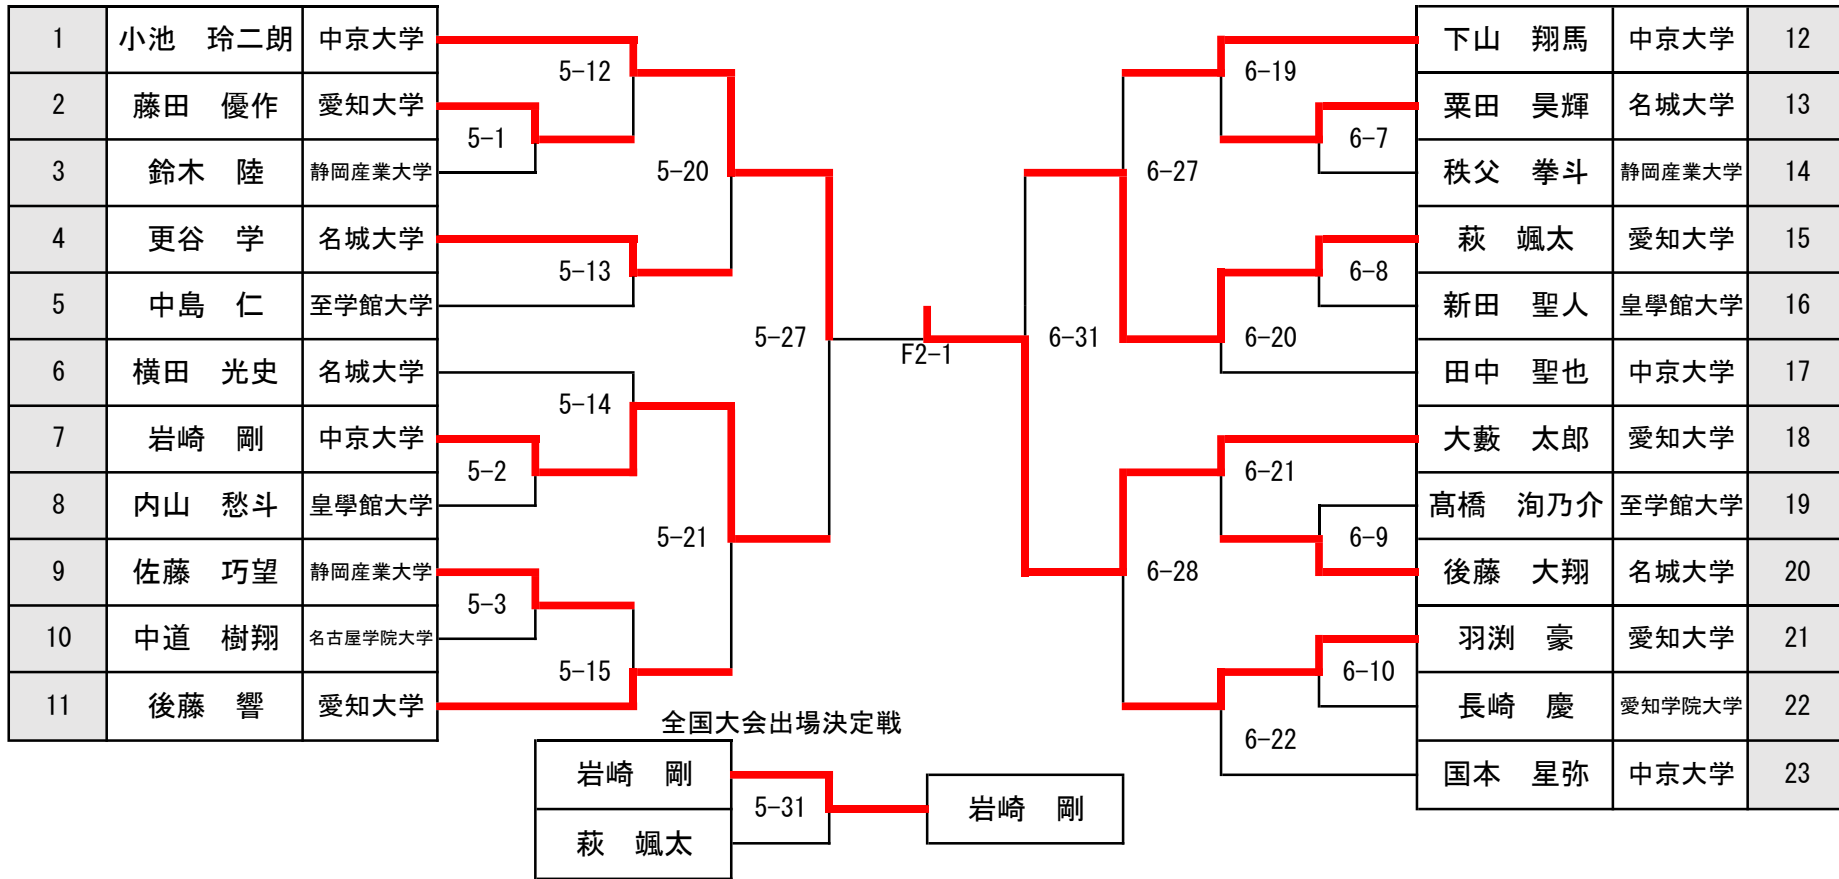 1 小池 玲二朗 中京大学
5-12
2 藤田 優作 愛知大学
5-1
3 鈴木 陸 静岡産業大学
5-20
4 更谷 学 名城大学
5-13
5 中島 仁 至学館大学
5-27
6 横田 光史 名城大学
5-14
7 岩崎 剛 中京大学
5-2
8 内山 愁斗 皇學館大学
5-21
9 佐藤 巧望 静岡産業大学
5-3
10 中道 樹翔 名古屋学院大学
5-15
11 後藤 響 愛知大学
F2-1
下山 翔馬 中京大学 12
6-19
粟田 昊輝 名城大学 13
6-7
秩父 拳斗 静岡産業大学 14
6-27
萩 颯太 愛知大学 15
6-8
新田 聖人 皇學館大学 16
6-31
6-20
田中 聖也 中京大学 17
大藪 太郎 愛知大学 18
6-21
髙橋 洵乃介 至学館大学 19
6-9
後藤 大翔 名城大学 20
6-28
羽渕 豪 愛知大学 21
6-10
長崎 慶 愛知学院大学 22
6-22
国本 星弥 中京大学 23
全国大会出場決定戦
岩崎 剛
5-31
岩崎 剛
萩 颯太